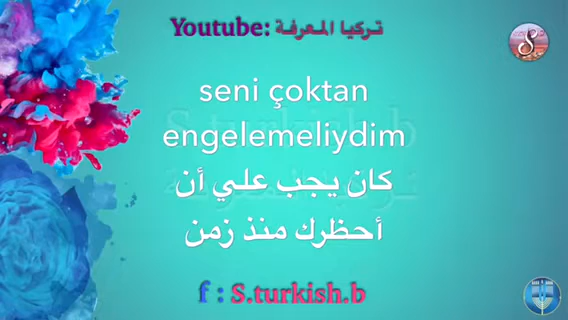 Youtube: تركيا المعرفة
S
seni çoktan
engelemeliydim
كان يجب علي أن
أحظرك منذ زمن
f : S.turkish.b